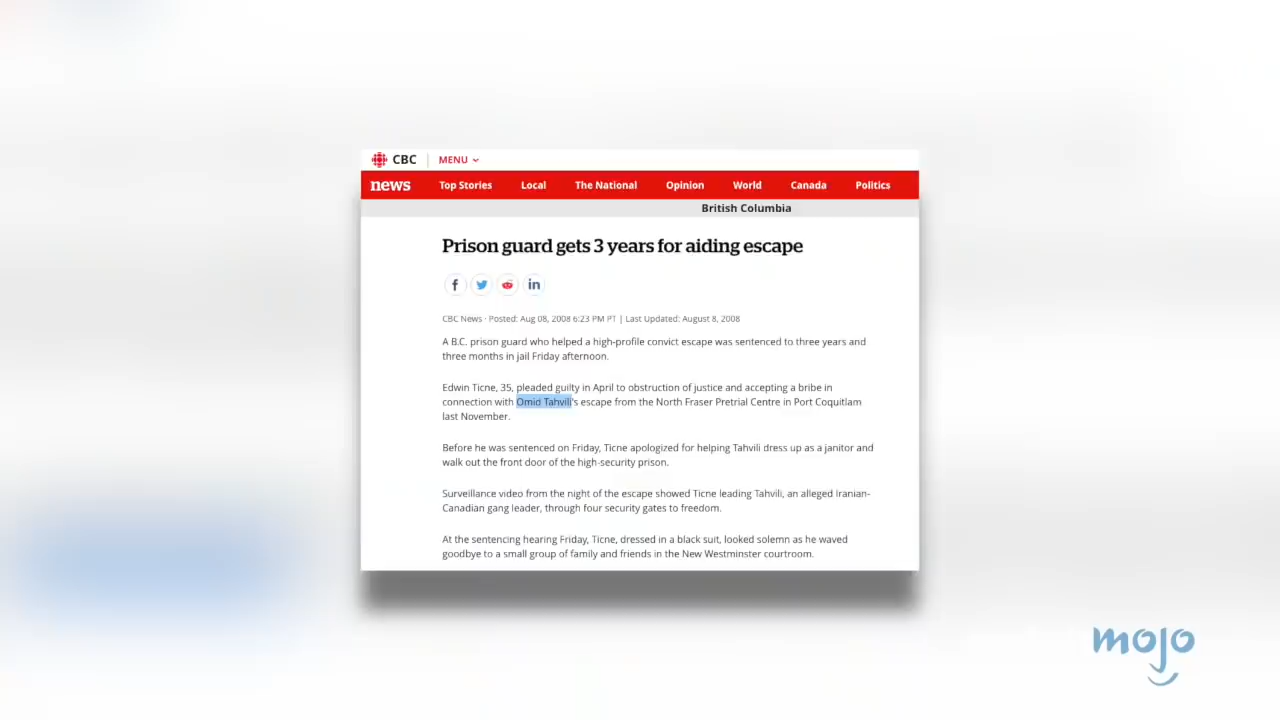 CBC MENU
news Top Stories Local The National Opinion World Canada Politics
British Columbia
Prison guard gets 3 years for aiding escape
CBC News · Posted: Aug 08, 2008 6:23 PM PT | Last Updated: August 8, 2008
A B.C. prison guard who helped a high-profile convict escape was sentenced to three years and
three months in jail Friday afternoon.
Edwin Ticne, 35, pleaded guilty in April to obstruction of justice and accepting a bribe in
connection with Omid Tahvili's escape from the North Fraser Pretrial Centre in Port Coquitlam
last November.
Before he was sentenced on Friday, Ticne apologized for helping Tahvili dress up as a janitor and
walk out the front door of the high-security prison.
Surveillance video from the night of the escape showed Ticne leading Tahvili, an alleged Iranian-
Canadian gang leader, through four security gates to freedom.
At the sentencing hearing Friday, Ticne, dressed in a black suit, looked solemn as he waved
goodbye to a small group of family and friends in the New Westminster courtroom.
mojo